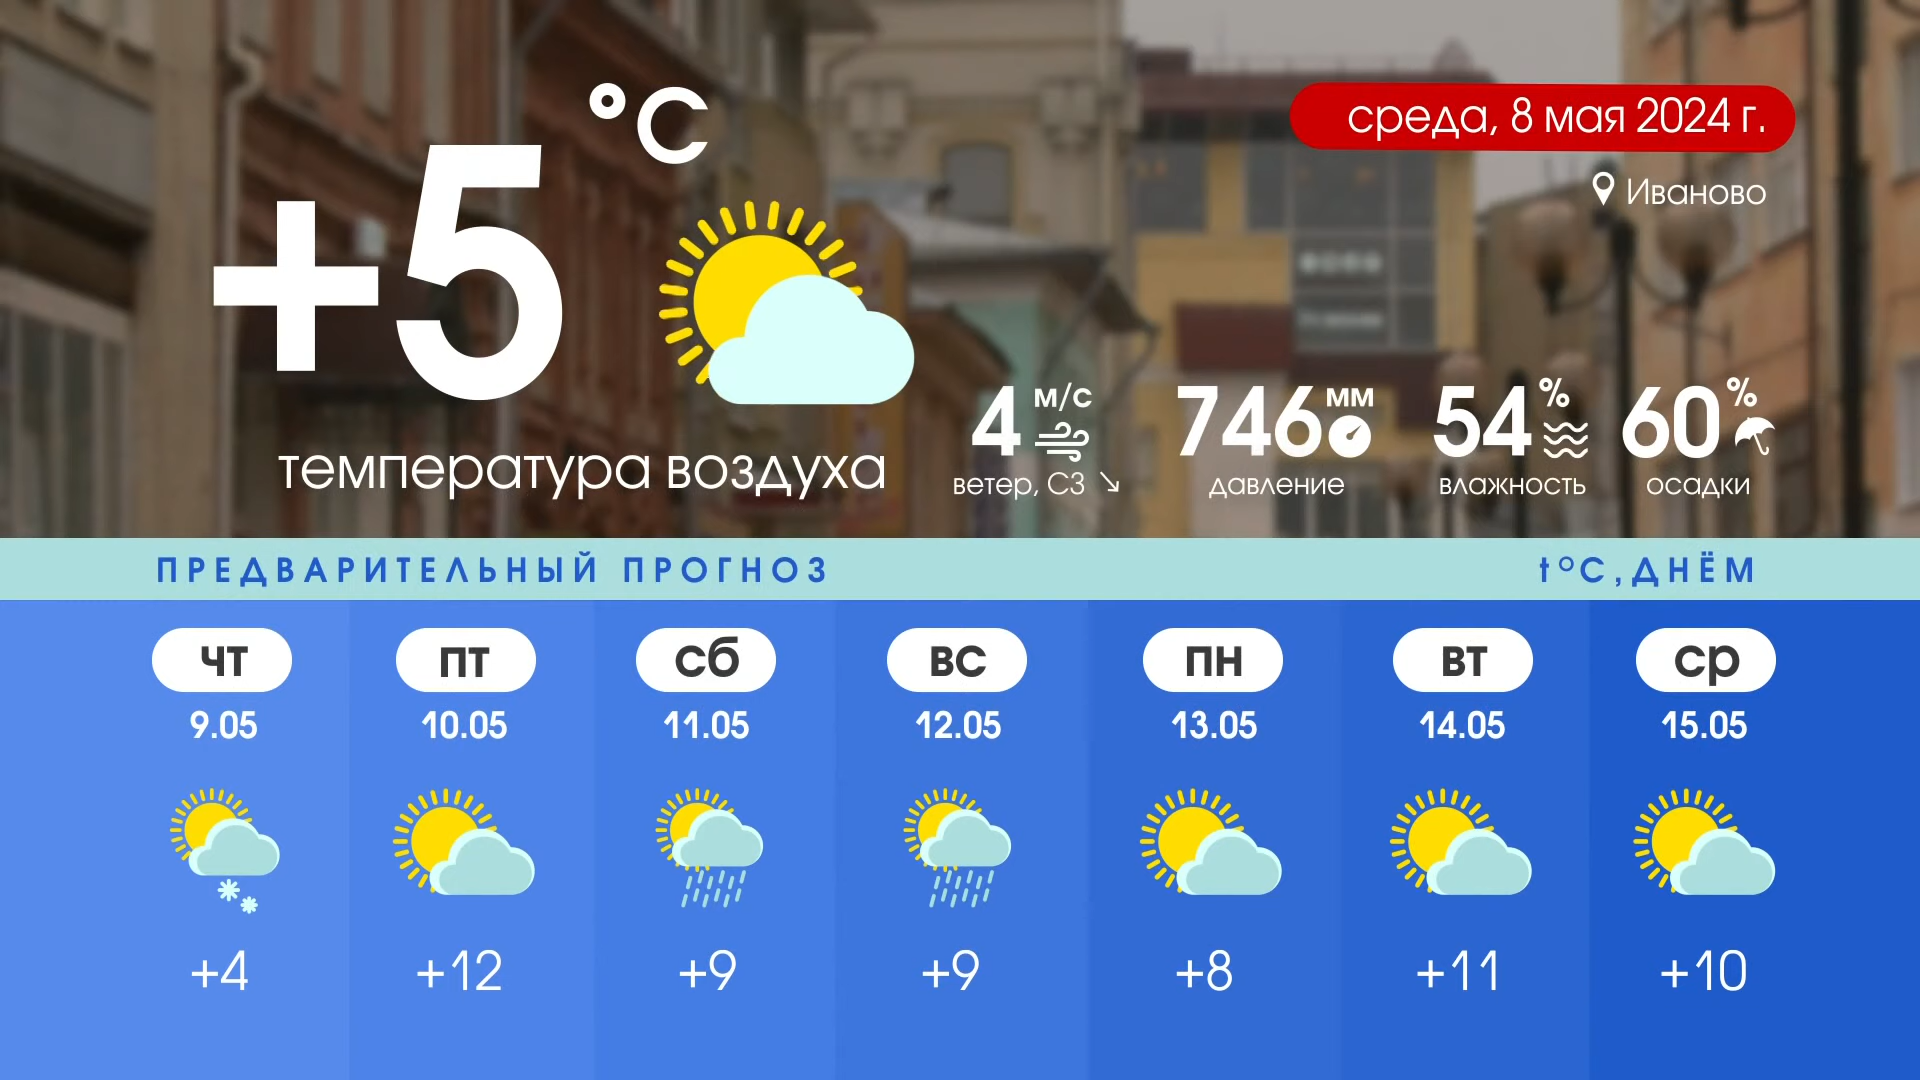 °C
+5
температура воздуха
среда, 8 мая 2024 г.
Иваново
4 м/с
ветер, СЗ ↘
746 мм
давление
54 %
влажность
60 %
осадки
ПРЕДВАРИТЕЛЬНЫЙ ПРОГНОЗ
t°C, ДНЁМ
чт пт сб вс пн вт ср
9.05 10.05 11.05 12.05 13.05 14.05 15.05
+4 +12 +9 +9 +8 +11 +10